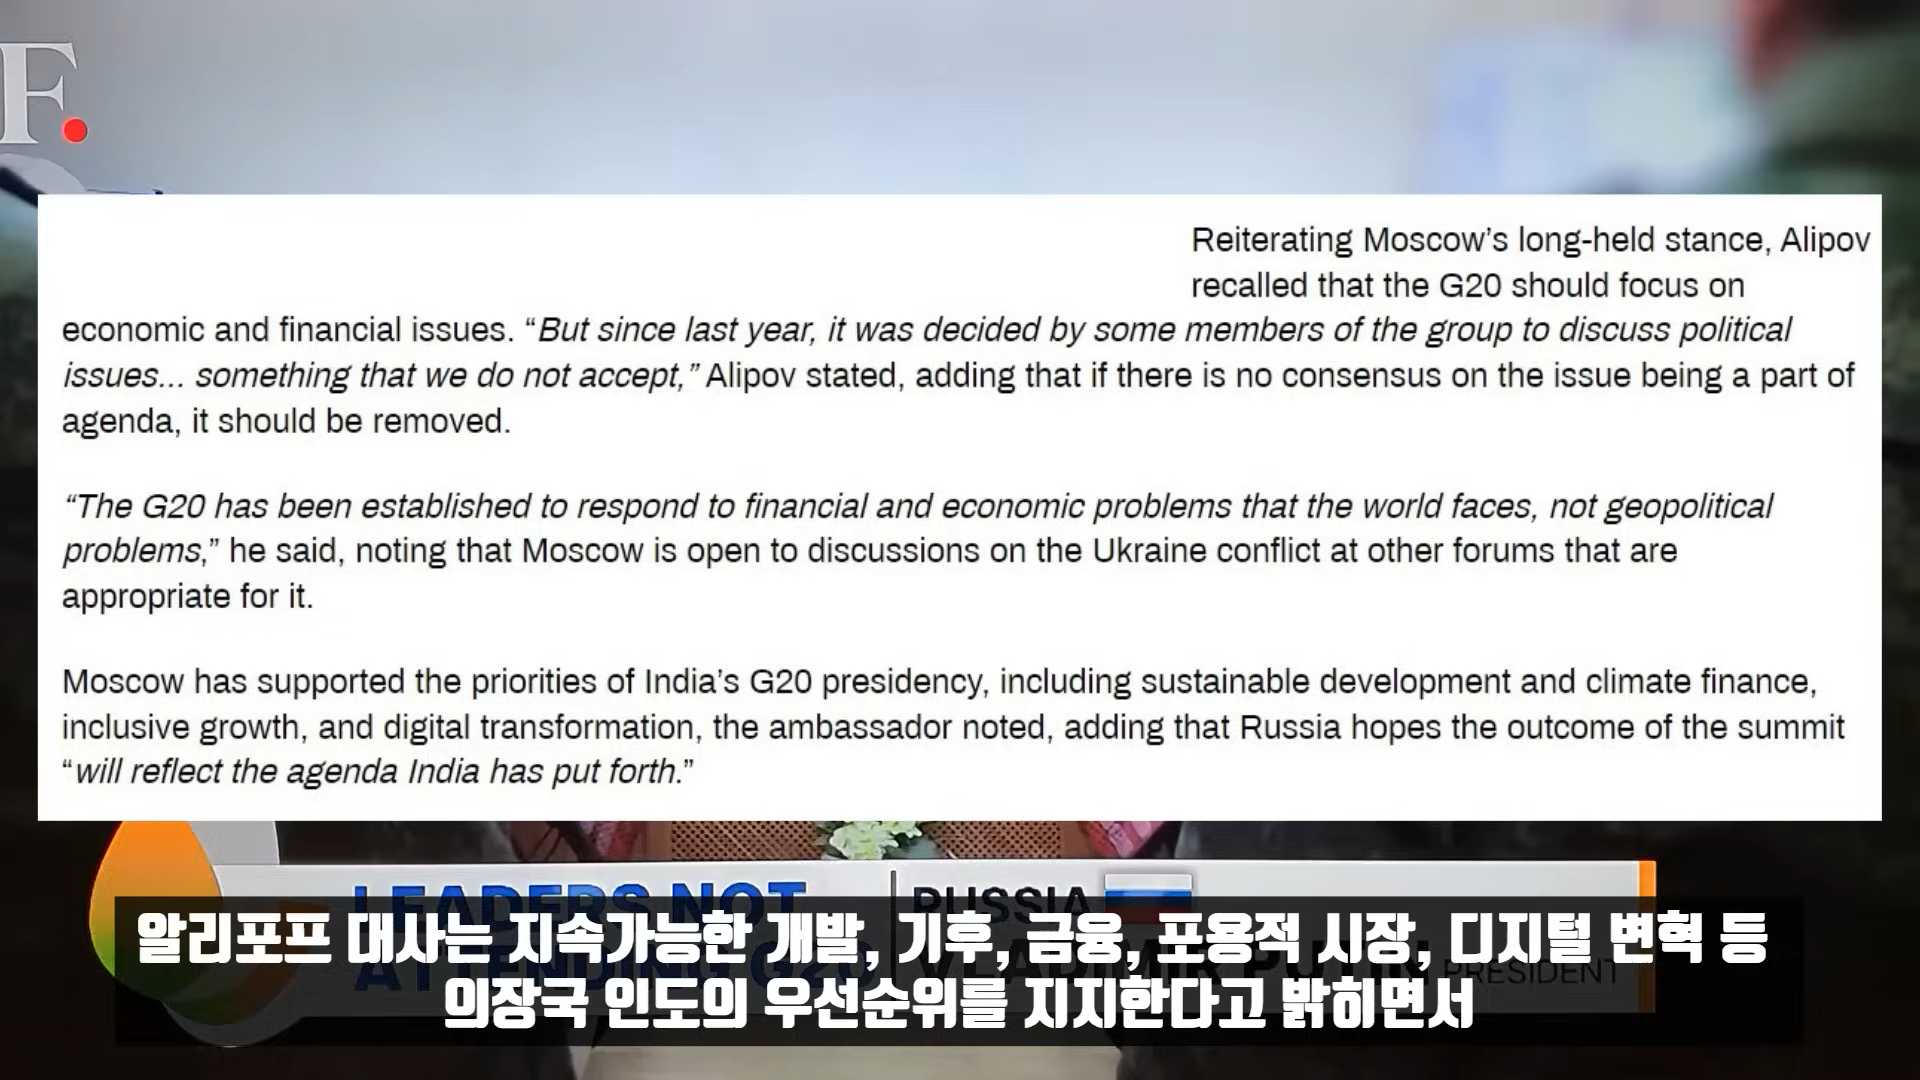 F.
Reiterating Moscow’s long-held stance, Alipov
recalled that the G20 should focus on
economic and financial issues. “But since last year, it was decided by some members of the group to discuss political
issues... something that we do not accept,” Alipov stated, adding that if there is no consensus on the issue being a part of
agenda, it should be removed.
“The G20 has been established to respond to financial and economic problems that the world faces, not geopolitical
problems,” he said, noting that Moscow is open to discussions on the Ukraine conflict at other forums that are
appropriate for it.
Moscow has supported the priorities of India’s G20 presidency, including sustainable development and climate finance,
inclusive growth, and digital transformation, the ambassador noted, adding that Russia hopes the outcome of the summit
“will reflect the agenda India has put forth.”
LEADERS NOT
ATTENDING G20
RUSSIA
VLADIMIR PUTIN PRESIDENT
알리포프 대사는 지속가능한 개발, 기후, 금융, 포용적 시장, 디지털 변혁 등
의장국 인도의 우선순위를 지지한다고 밝히면서